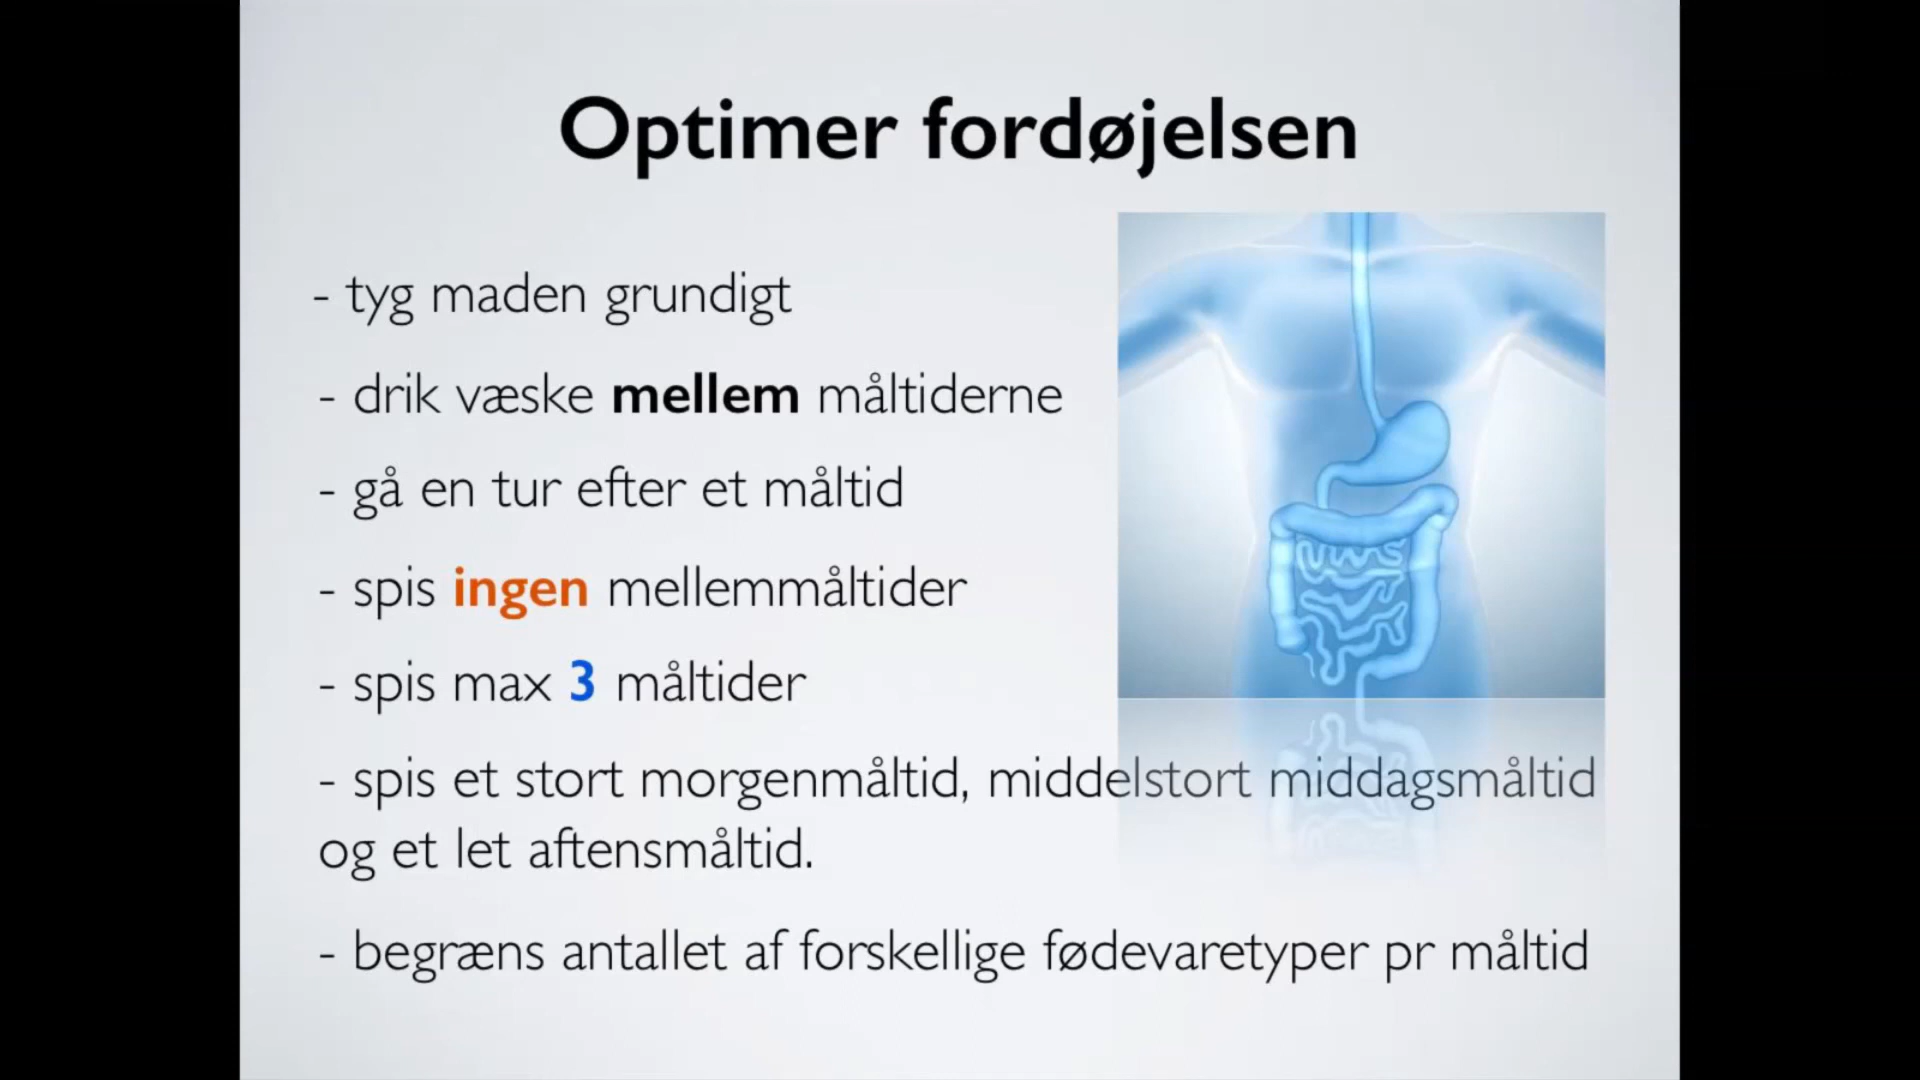 Optimer fordøjelsen
- tyg maden grundigt
- drik væske mellem måltiderne
- gå en tur efter et måltid
- spis ingen mellemmåltider
- spis max 3 måltider
- spis et stort morgenmåltid, middelstort middagsmåltid
og et let aftensmåltid.
- begræns antallet af forskellige fødevaretyper pr måltid